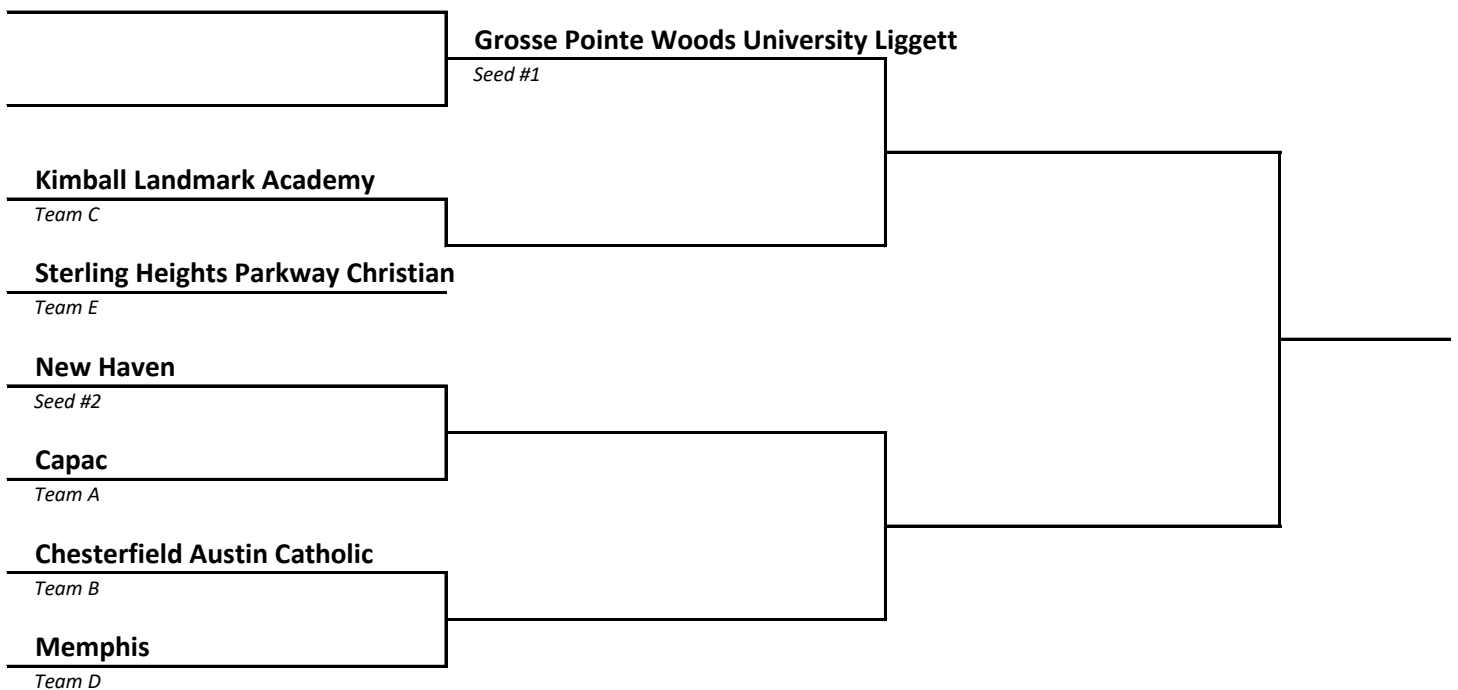 Grosse Pointe Woods University Liggett
Seed #1
Kimball Landmark Academy
Team C
Sterling Heights Parkway Christian
Team E
New Haven
Seed #2
Capac
Team A
Chesterfield Austin Catholic
Team B
Memphis
Team D